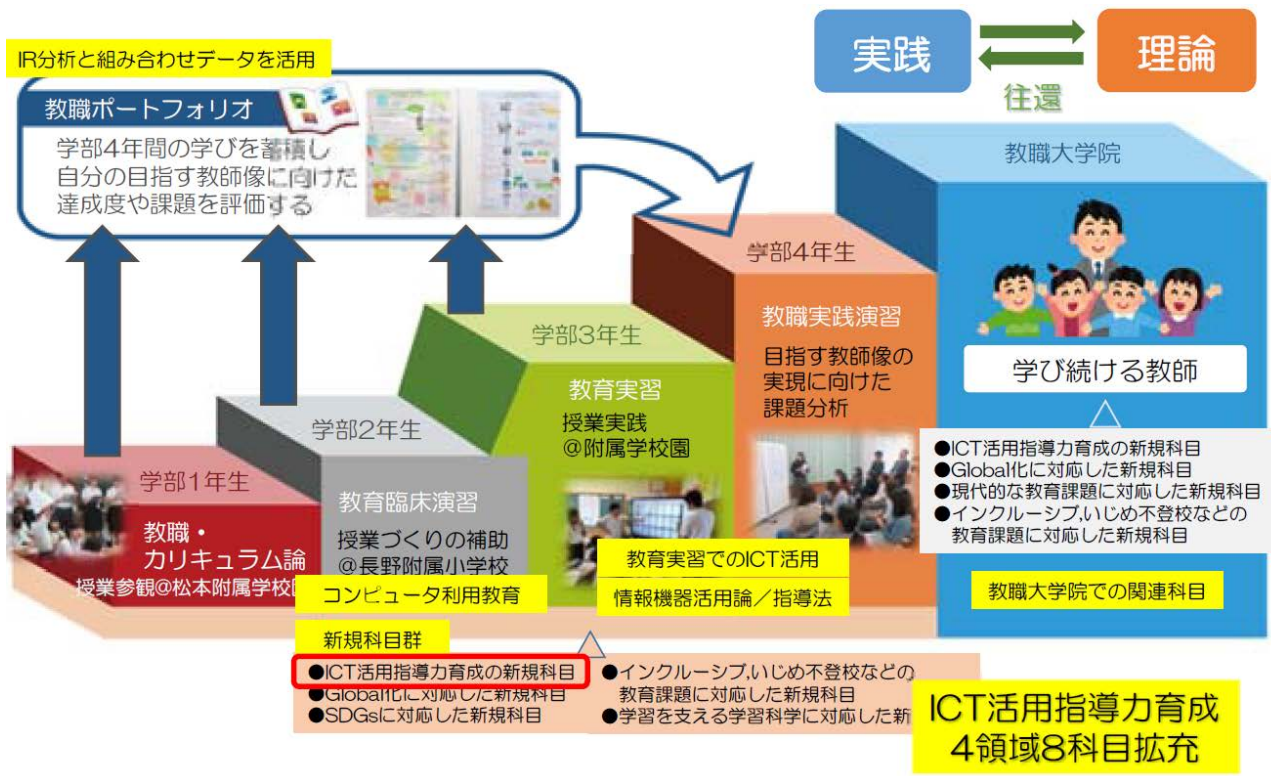 IR分析と組み合わせデータを活用
実践
理論
往還
教職ポートフォリオ
学部4年間の学びを蓄積し
自分の目指す教師像に向けた
達成度や課題を評価する
教職大学院
学び続ける教師
●ICT活用指導力育成の新規科目
●Global化に対応した新規科目
●現代的な教育課題に対応した新規科目
●インクルーシブ,いじめ不登校などの
教育課題に対応した新規科目
教職大学院での関連科目
学部4年生
教職実践演習
目指す教師像の
実現に向けた
課題分析
学部3年生
教育実習
授業実践
@附属学校園
教育実習でのICT活用
情報機器活用論/指導法
学部2年生
教育臨床演習
授業づくりの補助
@長野附属小学校
コンピュータ利用教育
学部1年生
教職・
カリキュラム論
授業参観@松本附属学校
新規科目群
●ICT活用指導力育成の新規科目
●Global化に対応した新規科目
●SDGsに対応した新規科目
●インクルーシブ,いじめ不登校などの
教育課題に対応した新規科目
●学習を支える学習科学に対応した新
ICT活用指導力育成
4領域8科目拡充